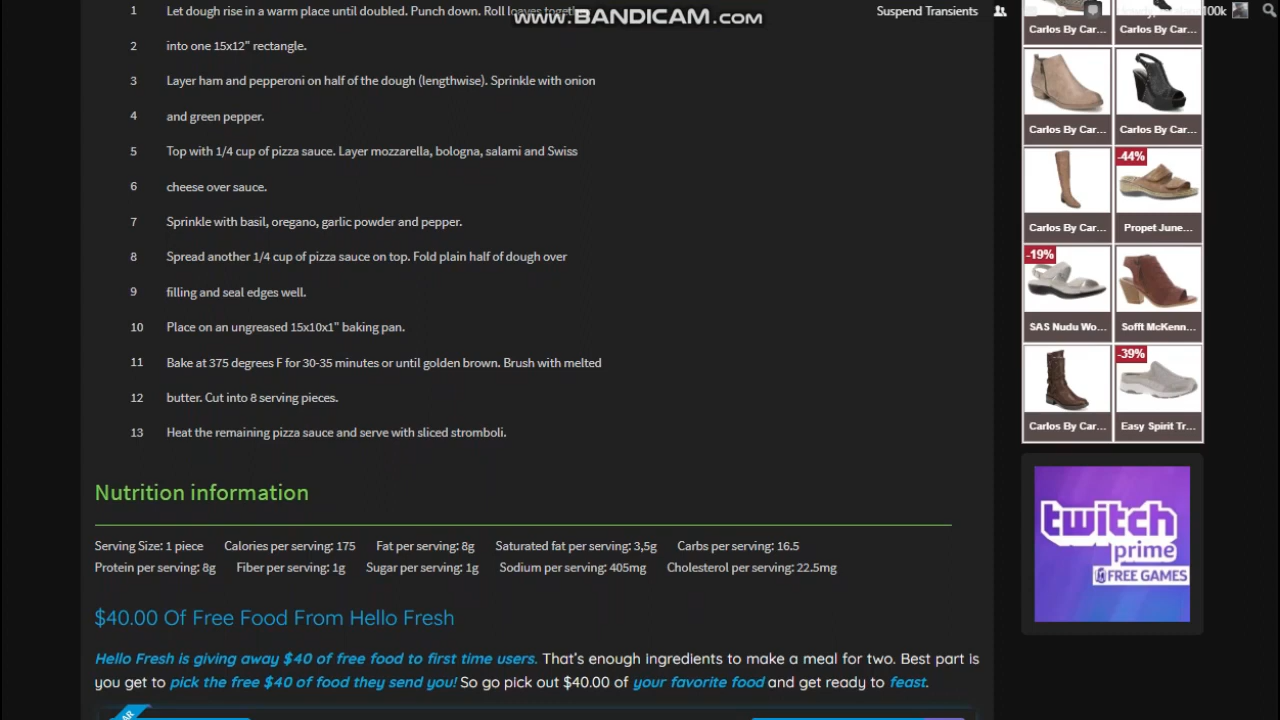 1 Let dough rise in a warm place until doubled. Punch down. Roll loaves
www.BANDICAM.com
Suspend Transients
2 into one 15x12" rectangle.
3 Layer ham and pepperoni on half of the dough (lengthwise). Sprinkle with onion
4 and green pepper.
5 Top with 1/4 cup of pizza sauce. Layer mozzarella, bologna, salami and Swiss
6 cheese over sauce.
7 Sprinkle with basil, oregano, garlic powder and pepper.
8 Spread another 1/4 cup of pizza sauce on top. Fold plain half of dough over
9 filling and seal edges well.
10 Place on an ungreased 15x10x1" baking pan.
11 Bake at 375 degrees F for 30-35 minutes or until golden brown. Brush with melted
12 butter. Cut into 8 serving pieces.
13 Heat the remaining pizza sauce and serve with sliced stromboli.
Nutrition information
Serving Size: 1 piece Calories per serving: 175 Fat per serving: 8g Saturated fat per serving: 3,5g Carbs per serving: 16.5
Protein per serving: 8g Fiber per serving: 1g Sugar per serving: 1g Sodium per serving: 405mg Cholesterol per serving: 22.5mg
$40.00 Of Free Food From Hello Fresh
Hello Fresh is giving away $40 of free food to first time users. That's enough ingredients to make a meal for two. Best part is
you get to pick the free $40 of food they send you! So go pick out $40.00 of your favorite food and get ready to feast.
Carlos By Car... Carlos By Car...
Carlos By Car... Carlos By Car...
-44%
Carlos By Car... Propet June...
-19%
SAS Nudu Wo... Sofft McKenn...
-39%
Carlos By Car... Easy Spirit Tr...
twitch
prime
FREE GAMES